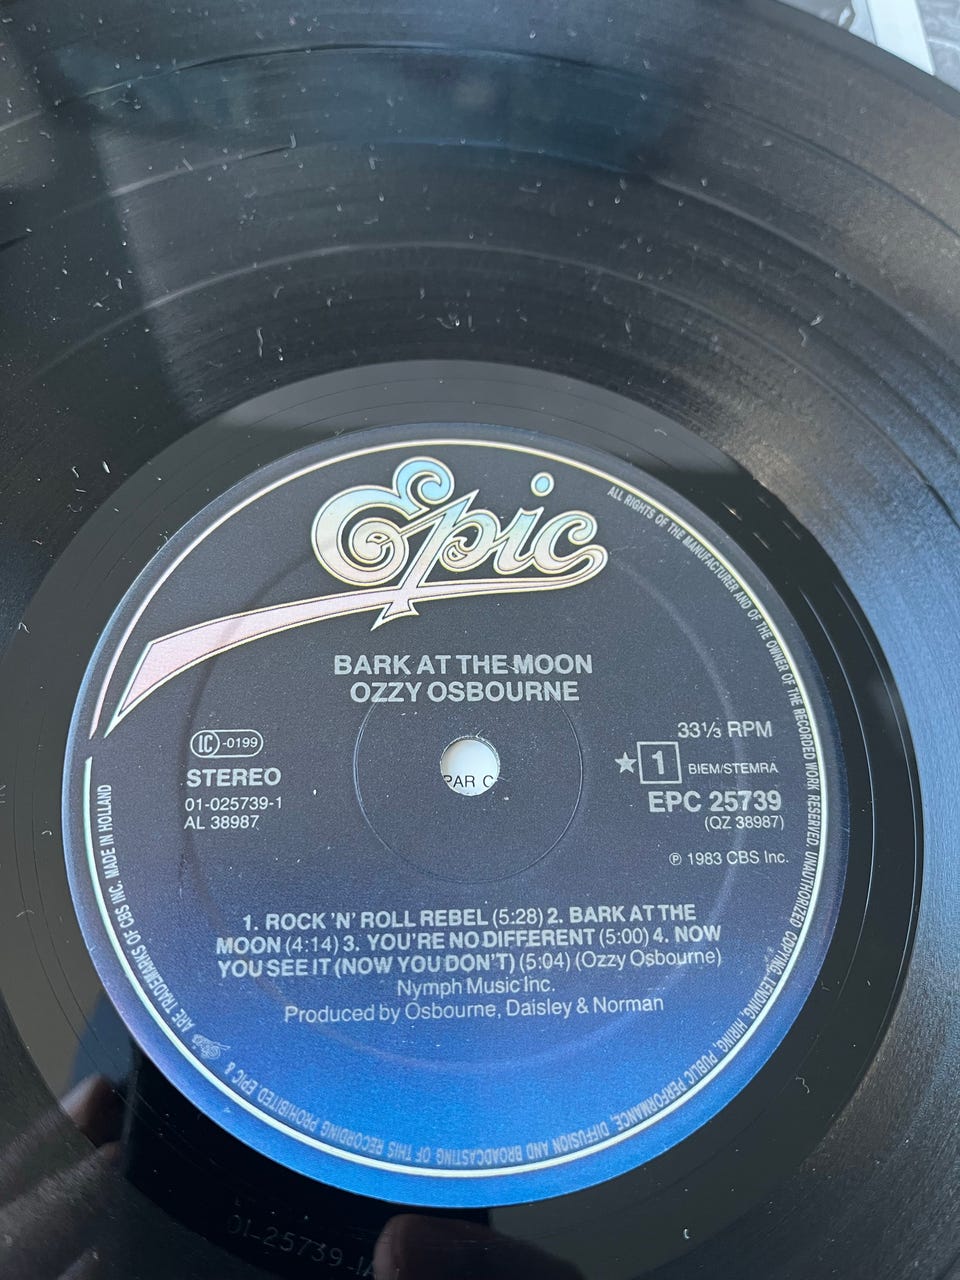 Epic
BARK AT THE MOON
OZZY OSBOURNE
33⅓ RPM
IC -0199
STEREO
01-025739-1
AL 38987
★ 1 BIEM/STEMRA
EPC 25739
(QZ 38987)
℗ 1983 CBS Inc.
PAR C
1. ROCK 'N' ROLL REBEL (5:28) 2. BARK AT THE
MOON (4:14) 3. YOU'RE NO DIFFERENT (5:00) 4. NOW
YOU SEE IT (NOW YOU DON'T) (5:04) (Ozzy Osbourne)
Nymph Music Inc.
Produced by Osbourne, Daisley & Norman
ALL RIGHTS OF THE MANUFACTURER AND OF THE OWNER OF THE RECORDED WORK RESERVED. UNAUTHORIZED COPYING, LENDING, HIRING, PUBLIC PERFORMANCE, DIFFUSION AND BROADCASTING OF THIS RECORDING PROHIBITED. EPIC & Epic ARE TRADEMARKS OF CBS INC. MADE IN HOLLAND
01-25739-1A